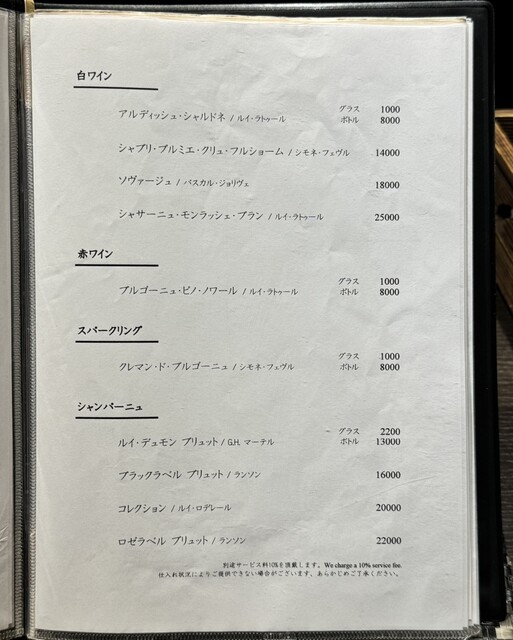 白ワイン
グラス 1000
アルディッシュ・シャルドネ / ルイ・ラトゥール ボトル 8000
シャブリ・プルミエ・クリュ・フルショーム / シモネ・フェヴル 14000
ソヴァージュ / パスカル・ジョリヴェ 18000
シャサーニュ・モンラッシェ・ブラン / ルイ・ラトゥール 25000
赤ワイン
グラス 1000
ブルゴーニュ・ピノ・ノワール / ルイ・ラトゥール ボトル 8000
スパークリング
グラス 1000
クレマン・ド・ブルゴーニュ / シモネ・フェヴル ボトル 8000
シャンパーニュ
グラス 2200
ルイ・デュモン ブリュット / G.H. マーテル ボトル 13000
ブラックラベル ブリュット / ランソン 16000
コレクション / ルイ・ロデレール 20000
ロゼラベル ブリュット / ランソン 22000
別途サービス料10%を頂戴します。We charge a 10% service fee.
仕入れ状況によりご提供できない場合がございます、あらかじめご了承ください。